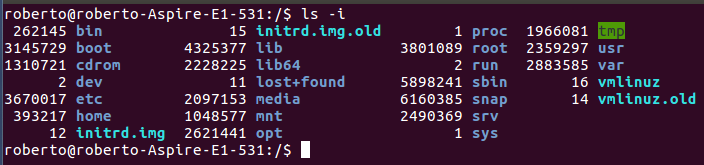 roberto@roberto-Aspire-E1-531:/$ ls -i
 262145 bin            15 initrd.img.old        1 proc  1966081 tmp
3145729 boot      4325377 lib             3801089 root  2359297 usr
1310721 cdrom     2228225 lib64                 2 run   2883585 var
      2 dev            11 lost+found      5898241 sbin       16 vmlinuz
3670017 etc       2097153 media           6160385 snap       14 vmlinuz.old
 393217 home      1048577 mnt             2490369 srv
     12 initrd.img  2621441 opt                   1 sys
roberto@roberto-Aspire-E1-531:/$